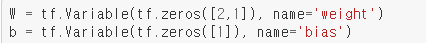 W = tf.Variable(tf.zeros([2,1]), name='weight')
b = tf.Variable(tf.zeros([1]), name='bias')